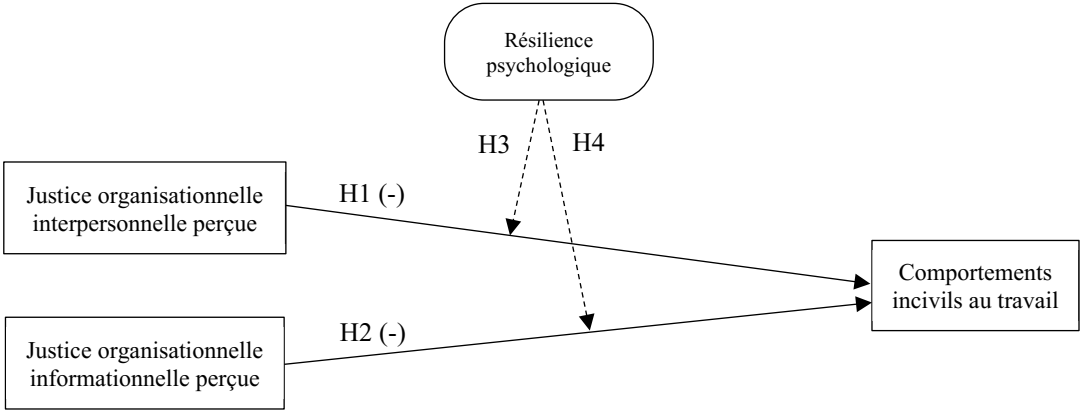 Résilience
psychologique
H3
H4
Justice organisationnelle
interpersonnelle perçue
H1 (-)
Comportements
incivils au travail
H2 (-)
Justice organisationnelle
informationnelle perçue